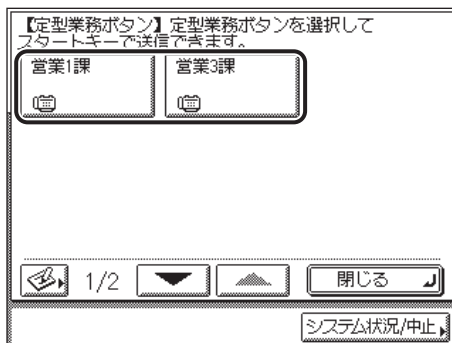 【定型業務ボタン】定型業務ボタンを選択して
スタートキーで送信できます。
営業1課 営業3課
1/2 閉じる
システム状況/中止